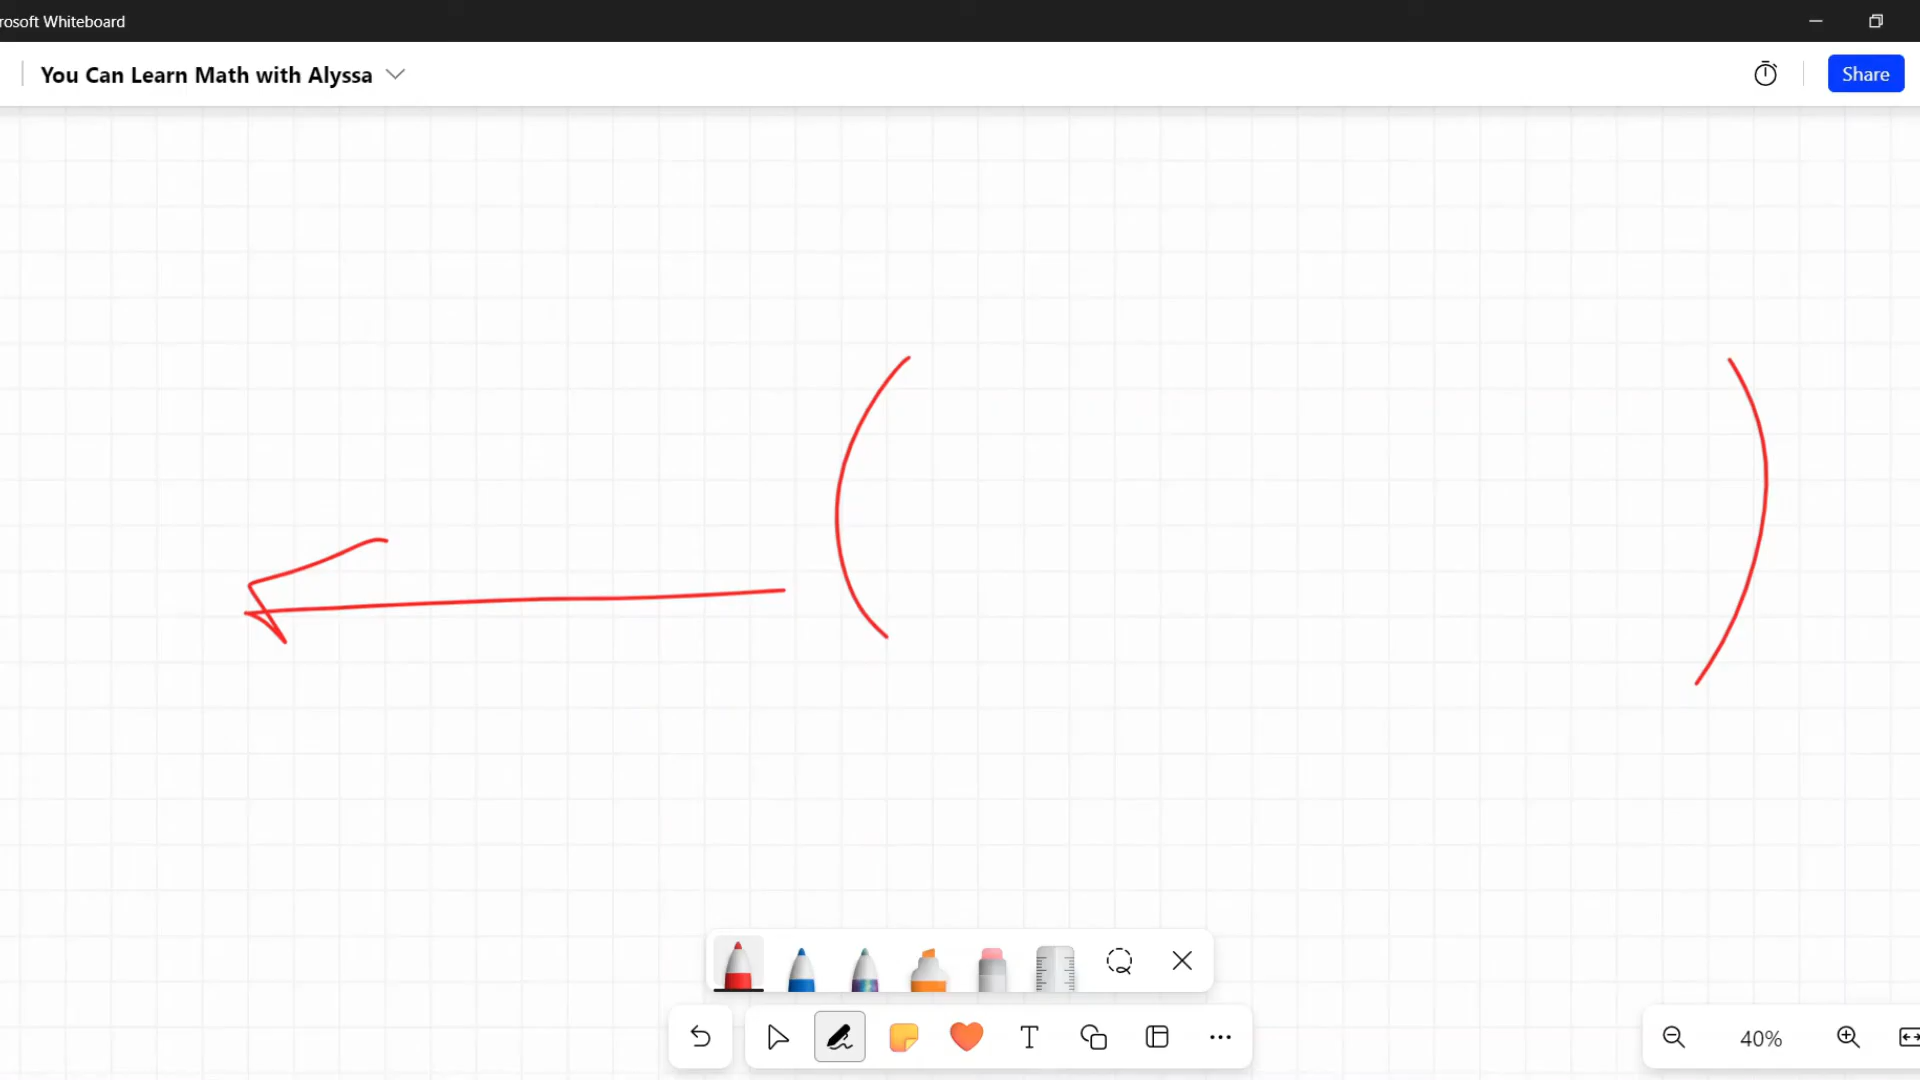 rosoft Whiteboard
You Can Learn Math with Alyssa
Share
( )
T
40%